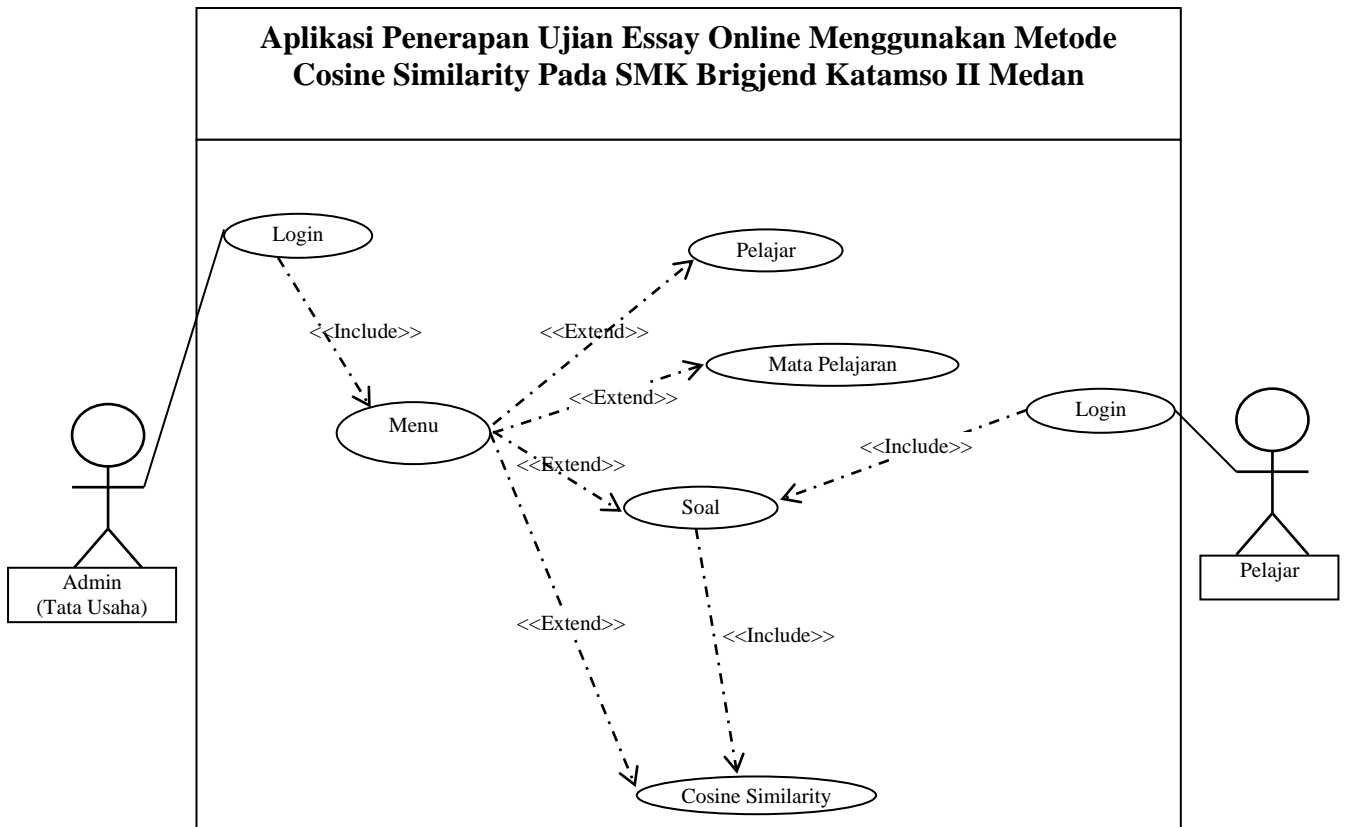 Aplikasi Penerapan Ujian Essay Online Menggunakan Metode
Cosine Similarity Pada SMK Brigjend Katamso II Medan
Login
Pelajar
<<Include>>
<<Extend>>
Mata Pelajaran
<<Extend>>
Login
Menu
<<Include>>
<<Extend>>
Soal
Admin
(Tata Usaha)
Pelajar
<<Extend>>
<<Include>>
Cosine Similarity